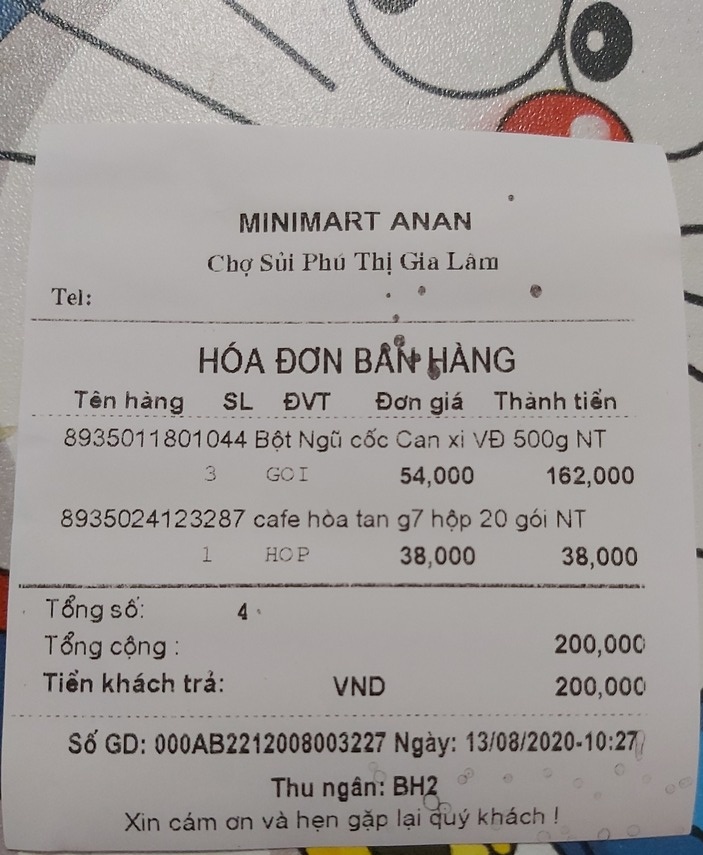 MINIMART ANAN
Chợ Sủi Phú Thị Gia Lâm
Tel:
HÓA ĐƠN BÁN HÀNG
Tên hàng SL ĐVT Đơn giá Thành tiền
8935011801044 Bột Ngũ cốc Can xi VĐ 500g NT
3 GOI 54,000 162,000
8935024123287 cafe hòa tan g7 hộp 20 gói NT
1 HOP 38,000 38,000
Tổng số: 4
Tổng cộng : 200,000
Tiền khách trả: VND 200,000
Số GD: 000AB2212008003227 Ngày: 13/08/2020-10:27
Thu ngân: BH2
Xin cám ơn và hẹn gặp lại quý khách !